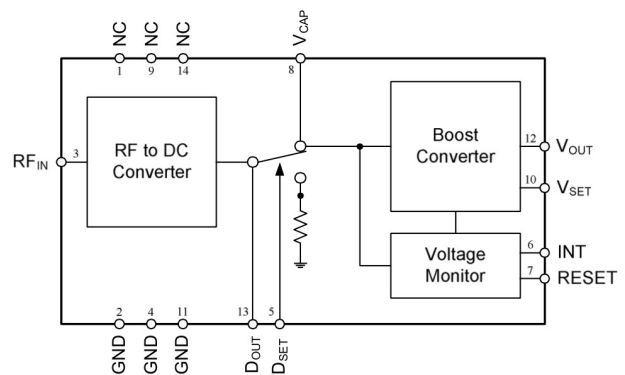 NC NC NC V_CAP
1 9 14 8
RF to DC
Converter
RF_IN 3
Boost
Converter
12 V_OUT
10 V_SET
Voltage
Monitor
6 INT
7 RESET
2 4 11 13 5
GND GND GND D_OUT D_SET